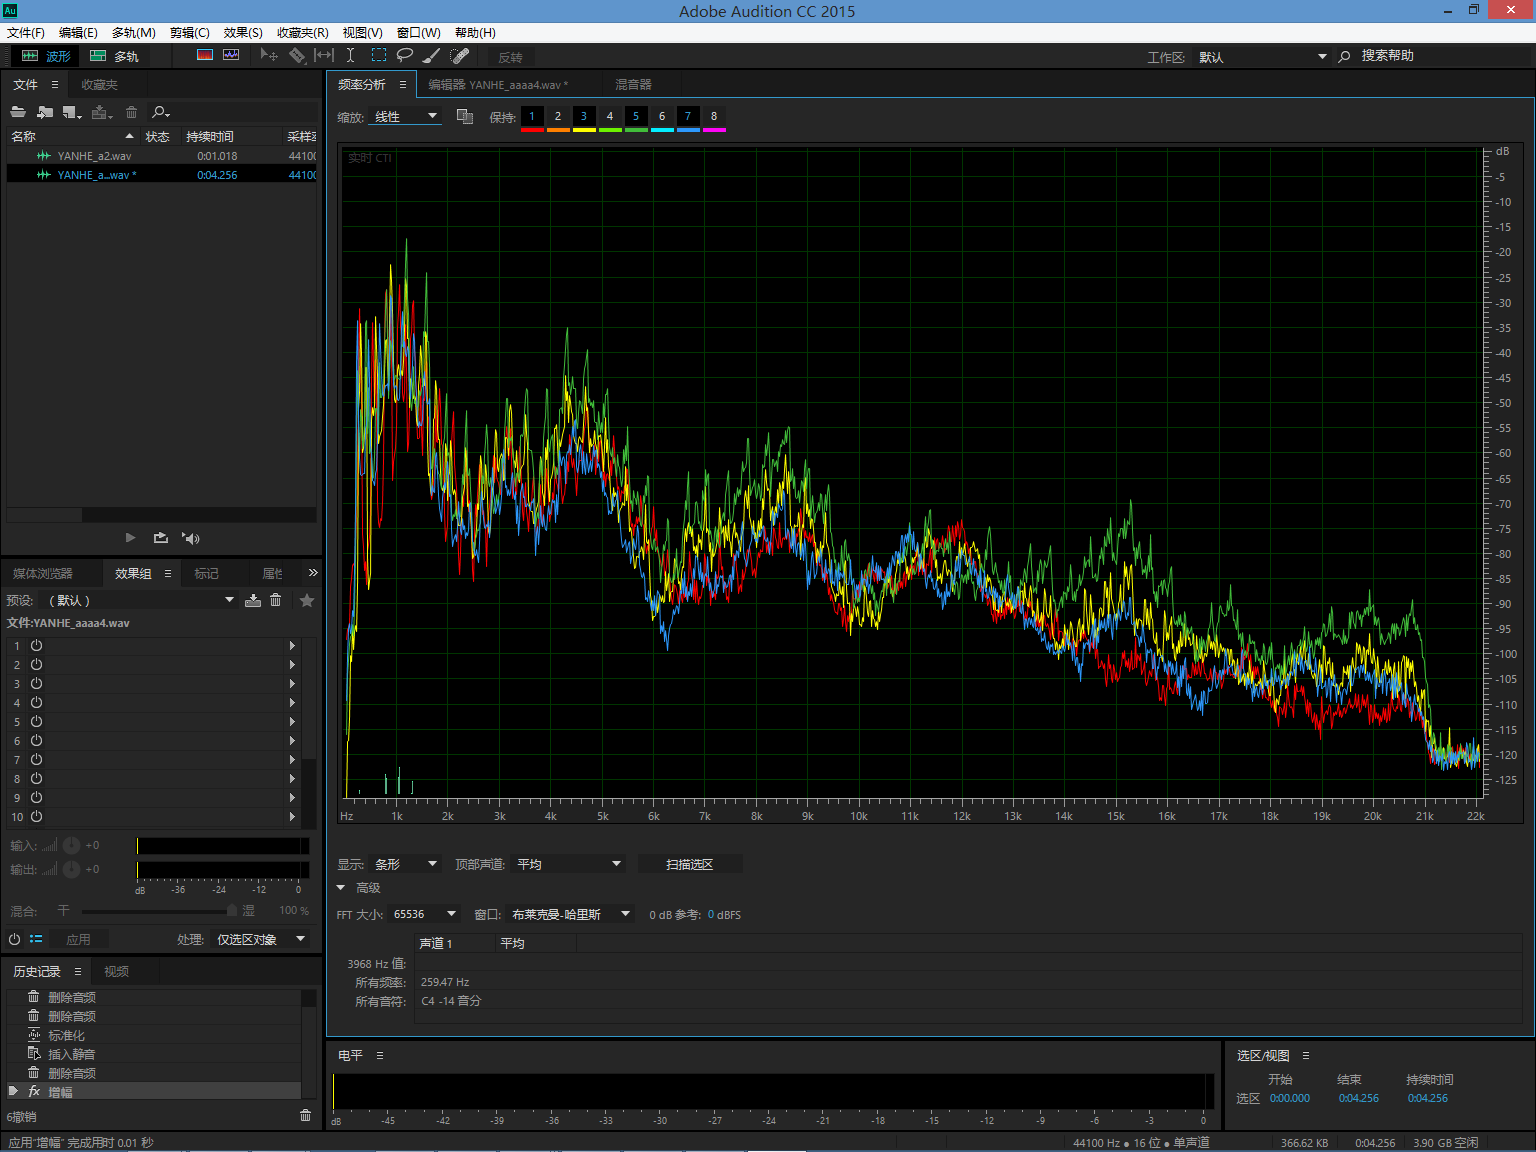 Au
Adobe Audition CC 2015
文件(F) 编辑(E) 多轨(M) 剪辑(C) 效果(S) 收藏夹(R) 视图(V) 窗口(W) 帮助(H)
波形 多轨 反转 工作区: 默认 搜索帮助
文件 收藏夹
频率分析 编辑器: YANHE_aaaa4.wav * 混音器
缩放: 线性 保持: 1 2 3 4 5 6 7 8
名称 状态 持续时间 采样率
YANHE_a2.wav 0:01.018 44100
YANHE_a...wav * 0:04.256 44100
实时 CTI
dB
-5
-10
-15
-20
-25
-30
-35
-40
-45
-50
-55
-60
-65
-70
-75
-80
-85
-90
-95
-100
-105
-110
-115
-120
-125
Hz 1k 2k 3k 4k 5k 6k 7k 8k 9k 10k 11k 12k 13k 14k 15k 16k 17k 18k 19k 20k 21k 22k
媒体浏览器 效果组 标记 属性
预设: ( 默认 )
文件:YANHE_aaaa4.wav
1
2
3
4
5
6
7
8
9
10
输入: +0
输出: +0
dB -36 -24 -12 0
混合: 干 湿 100 %
应用 处理: 仅选区对象
显示: 条形 顶部声道: 平均 扫描选区
高级
FFT 大小: 65536 窗口: 布莱克曼-哈里斯 0 dB 参考: 0 dBFS
声道 1 平均
3968 Hz 值:
所有频率: 259.47 Hz
所有音符: C4 -14 音分
历史记录 视频
删除音频
删除音频
标准化
插入静音
删除音频
fx 增幅
6撤销
电平
dB -45 -42 -39 -36 -33 -30 -27 -24 -21 -18 -15 -12 -9 -6 -3 0
选区/视图
开始 结束 持续时间
选区 0:00.000 0:04.256 0:04.256
应用“增幅” 完成用时 0.01 秒
44100 Hz ● 16 位 ● 单声道 366.62 KB 0:04.256 3.90 GB 空闲